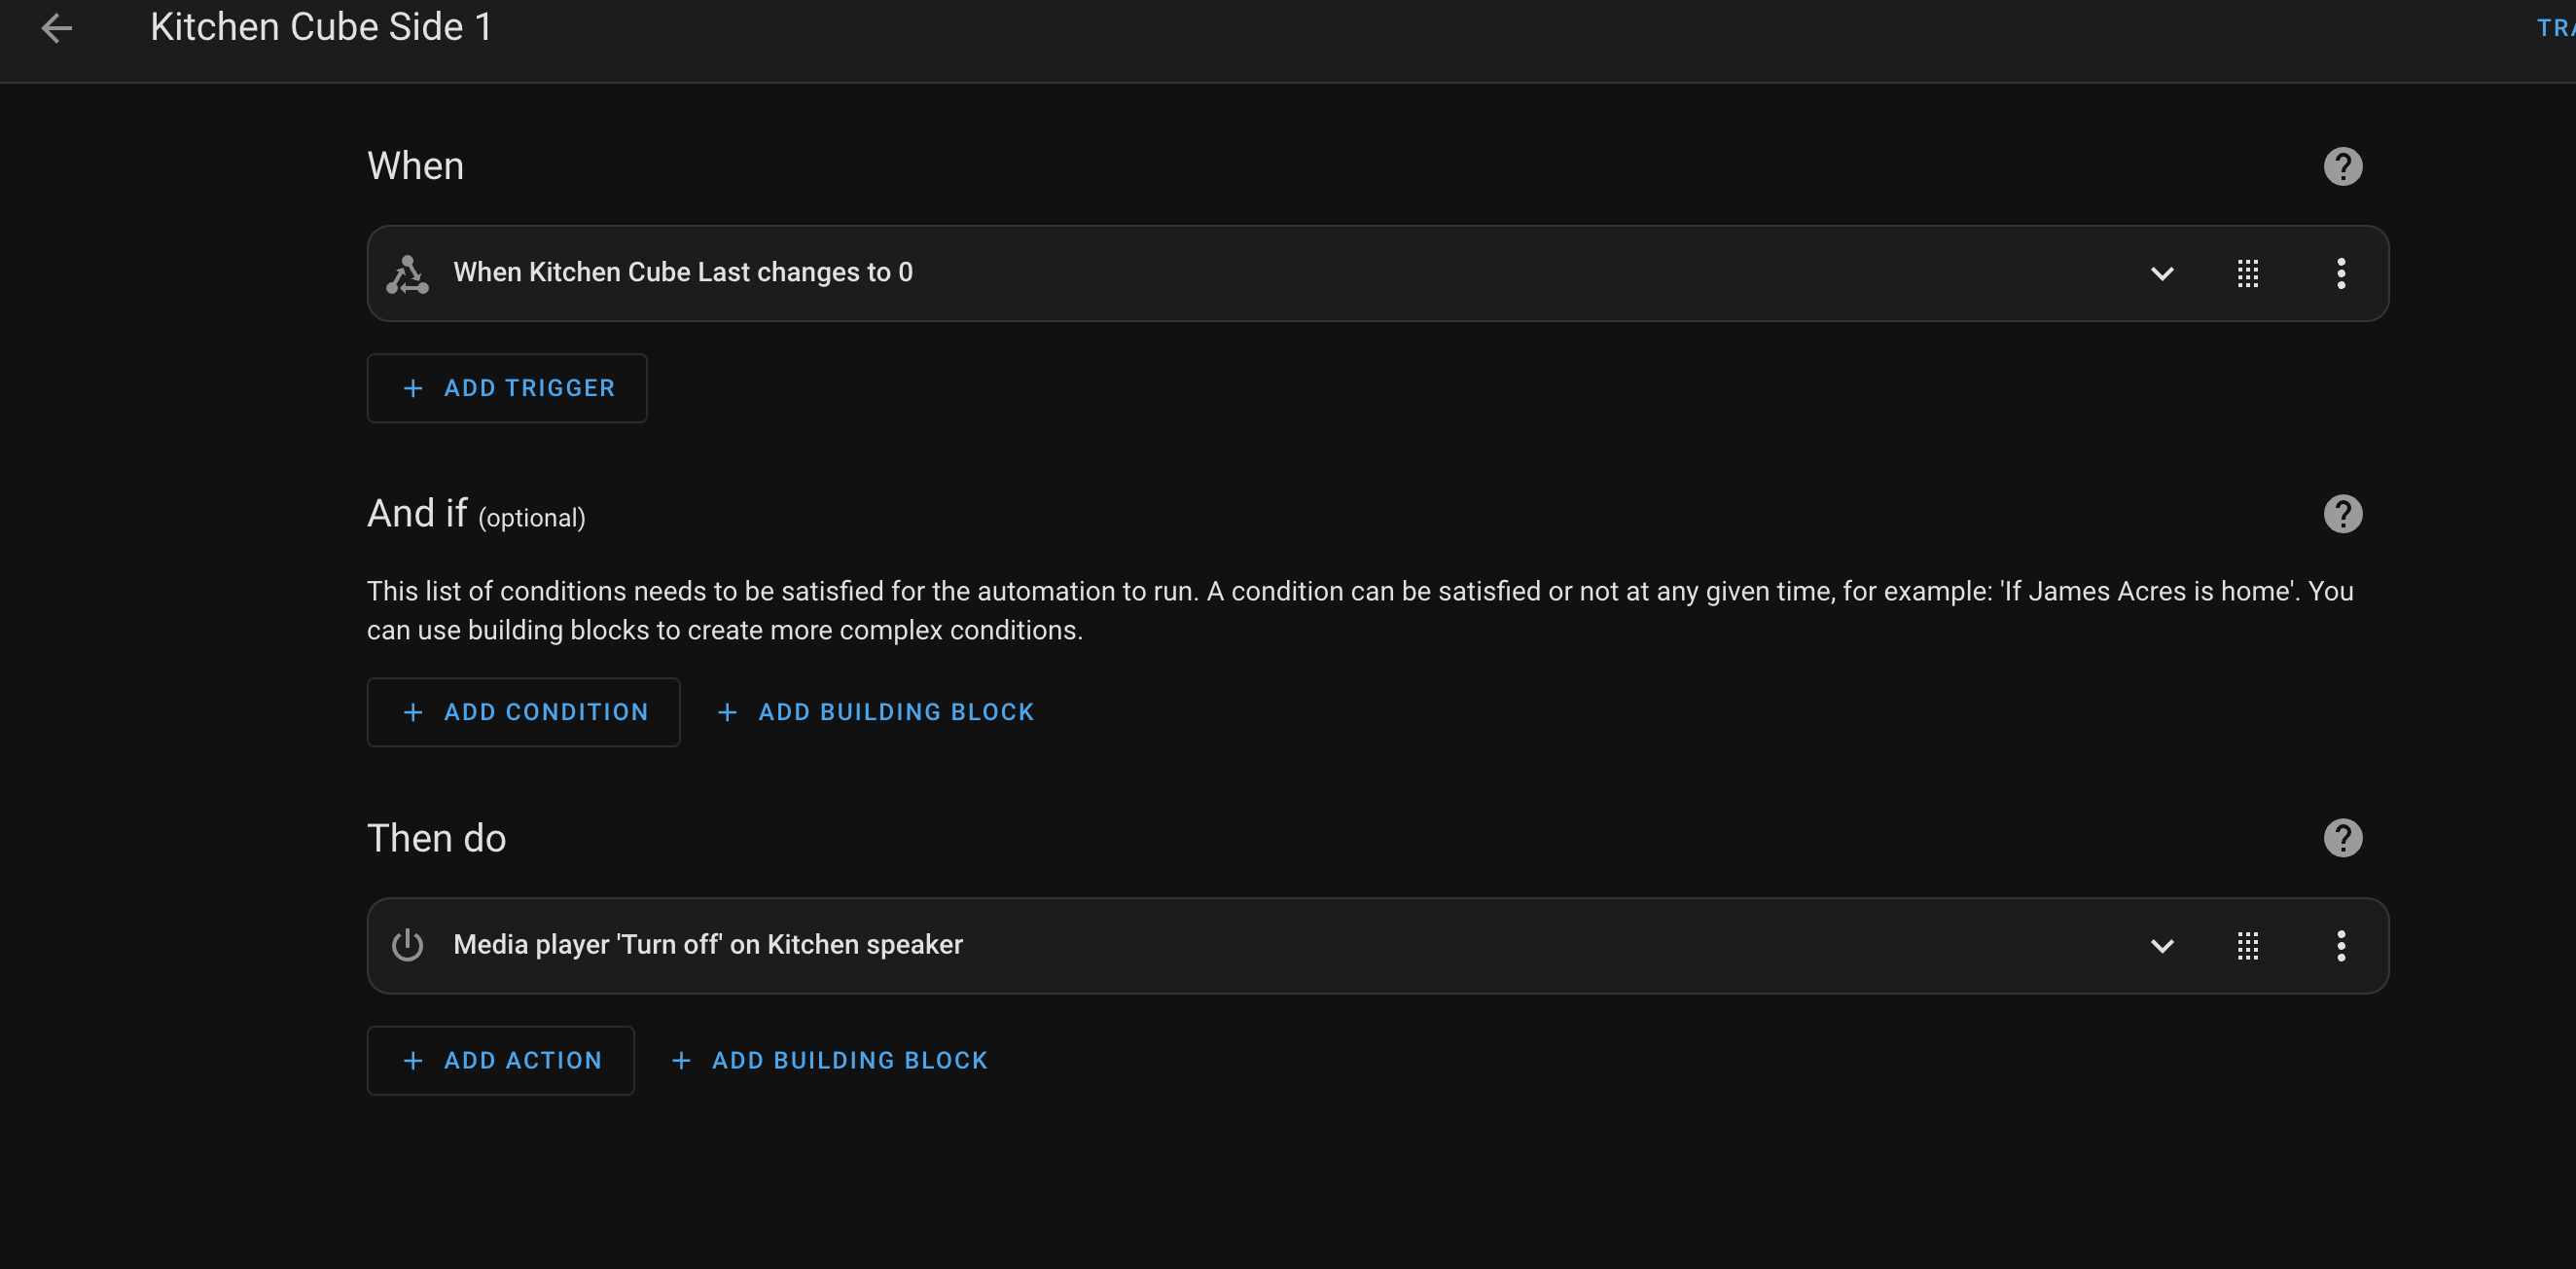 Kitchen Cube Side 1
When
When Kitchen Cube Last changes to 0
ADD TRIGGER
And if (optional)
This list of conditions needs to be satisfied for the automation to run. A condition can be satisfied or not at any given time, for example: 'If James Acres is home'. You
can use building blocks to create more complex conditions.
ADD CONDITION
ADD BUILDING BLOCK
Then do
Media player 'Turn off' on Kitchen speaker
ADD ACTION
ADD BUILDING BLOCK